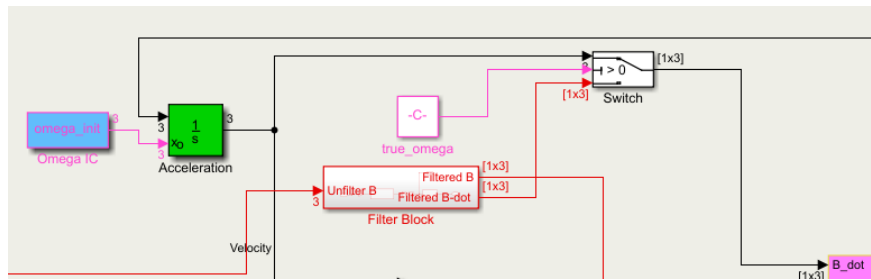 3
[1x3]
> 0
[1x3]
Switch
3
omega_init
3
Omega IC
3
1
s
xo
3
3
Acceleration
-C-
true_omega
Unfilter B
3
Filtered B
[1x3]
Filtered B-dot
[1x3]
Filter Block
Velocity
B_dot
[1x3]